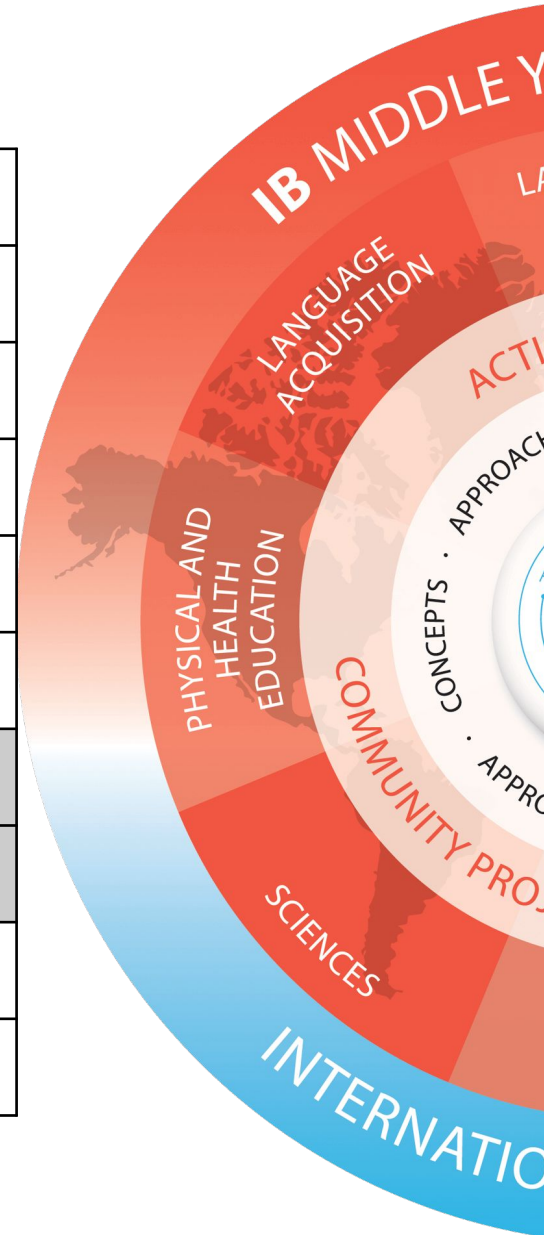 IB MIDDLE Y
LA
LANGUAGE
ACQUISITION
ACTI
APPROACH
PHYSICAL AND
HEALTH
EDUCATION
CONCEPTS
COMMUNITY PROJ
APPRO
SCIENCES
INTERNATIO